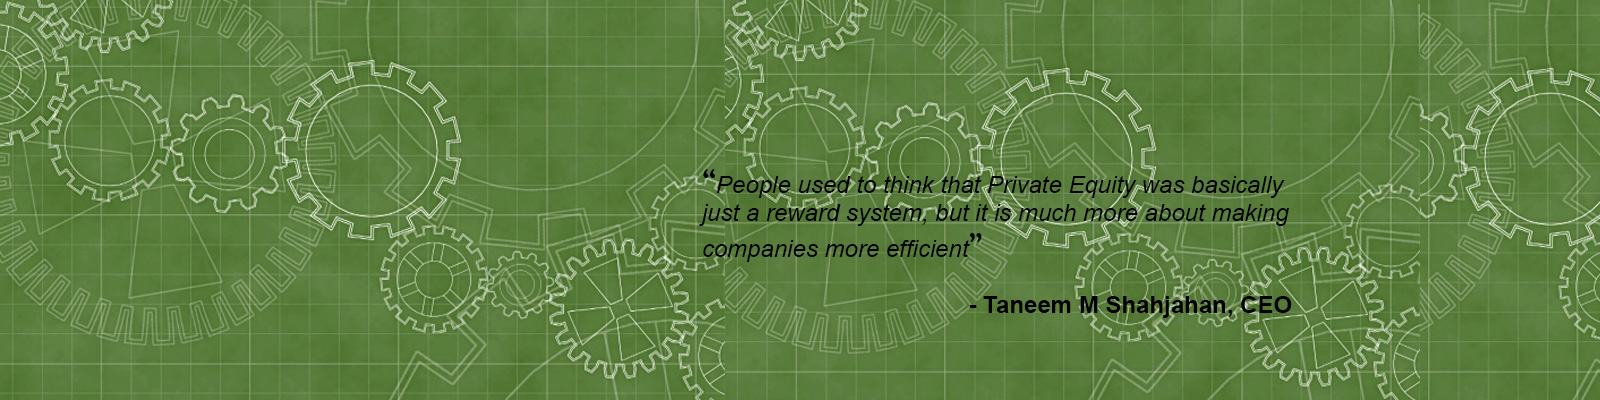 “People used to think that Private Equity was basically
just a reward system, but it is much more about making
companies more efficient”
- Taneem M Shahjahan, CEO